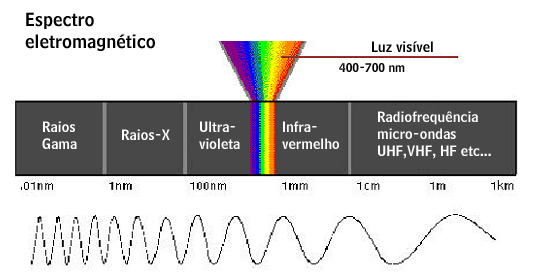 Espectro
eletromagnético
Luz visível
400-700 nm
Raios
Gama
Raios-X
Ultra-
violeta
Infra-
vermelho
Radiofrequência
micro-ondas
UHF,VHF, HF etc...
.01nm 1nm 100nm 1mm 1cm 1m 1km